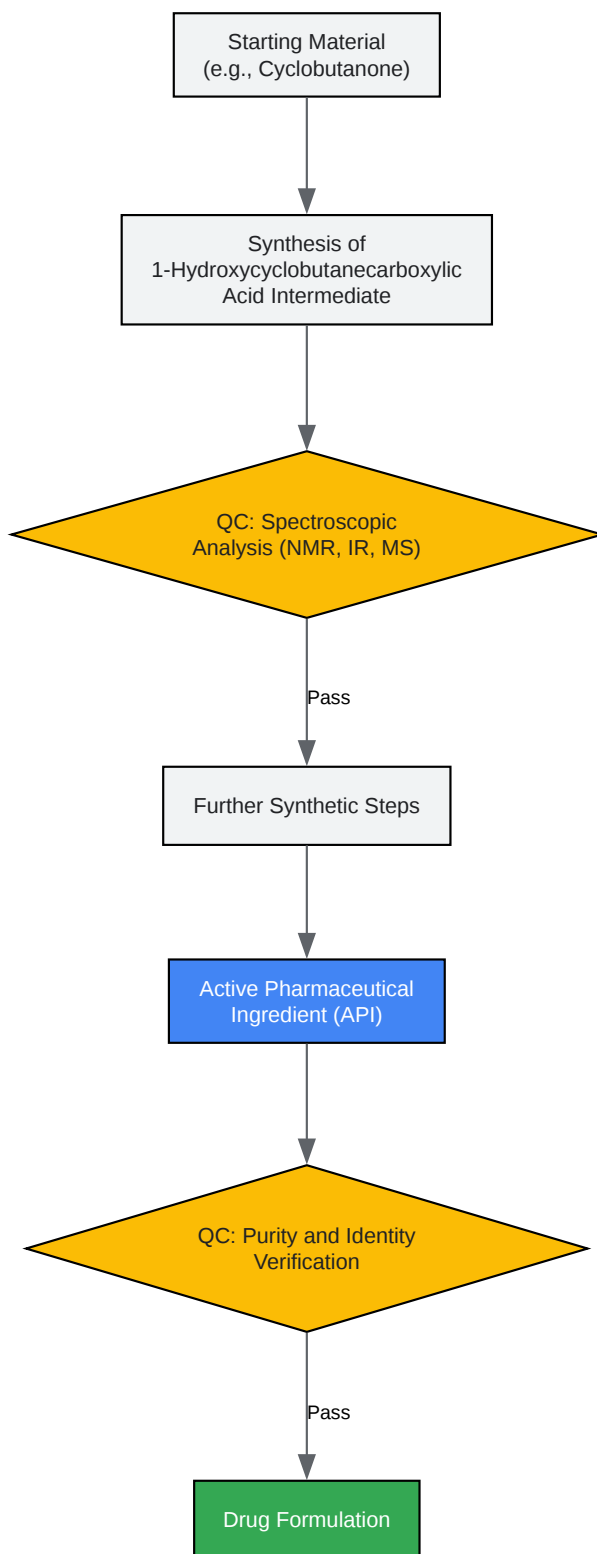 Starting Material
(e.g., Cyclobutanone)
Synthesis of
1-Hydroxycyclobutanecarboxylic
Acid Intermediate
QC: Spectroscopic
Analysis (NMR, IR, MS)
Pass
Further Synthetic Steps
Active Pharmaceutical
Ingredient (API)
QC: Purity and Identity
Verification
Pass
Drug Formulation